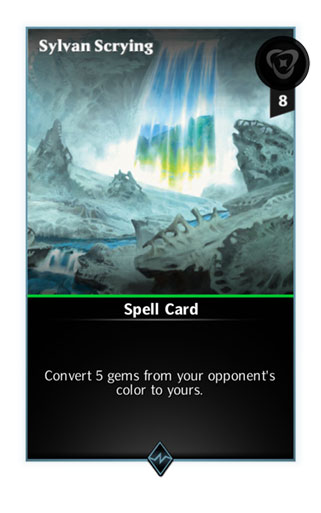 Sylvan Scrying
8
Spell Card
Convert 5 gems from your opponent's
color to yours.